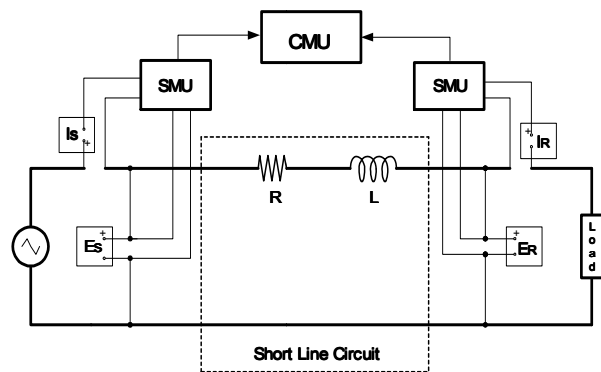 CMU
SMU
SMU
IS
+
+
IR
R
L
+
ES
+
ER
Load
Short Line Circuit